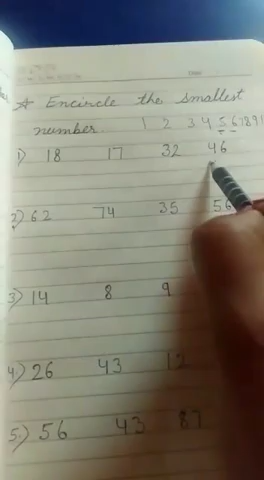 ☆ Encircle the smallest
number. 1 2 3 4 5 6 7 8 9 1
1) 18 17 32 46
2) 62 74 35 56
3) 14 8 9
4) 26 43 12
5) 56 43 87